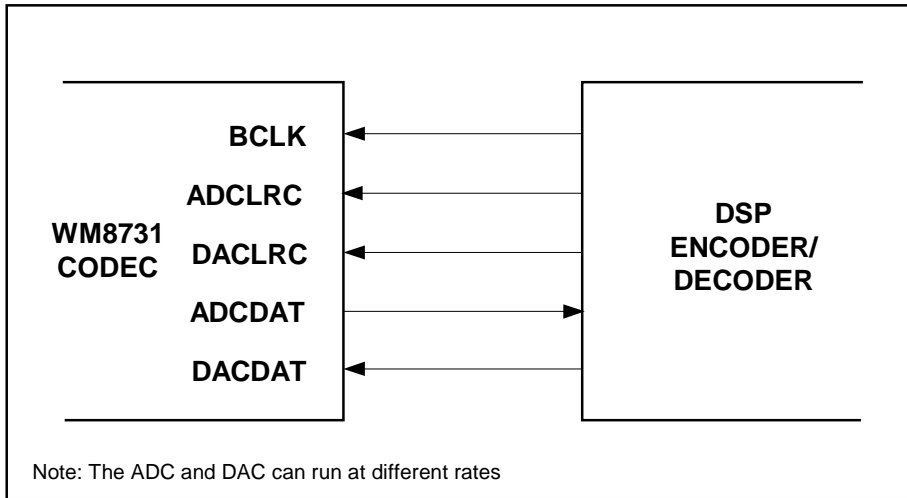 WM8731
CODEC
BCLK
ADCLRC
DACLRC
ADCDAT
DACDAT
DSP
ENCODER/
DECODER
Note: The ADC and DAC can run at different rates